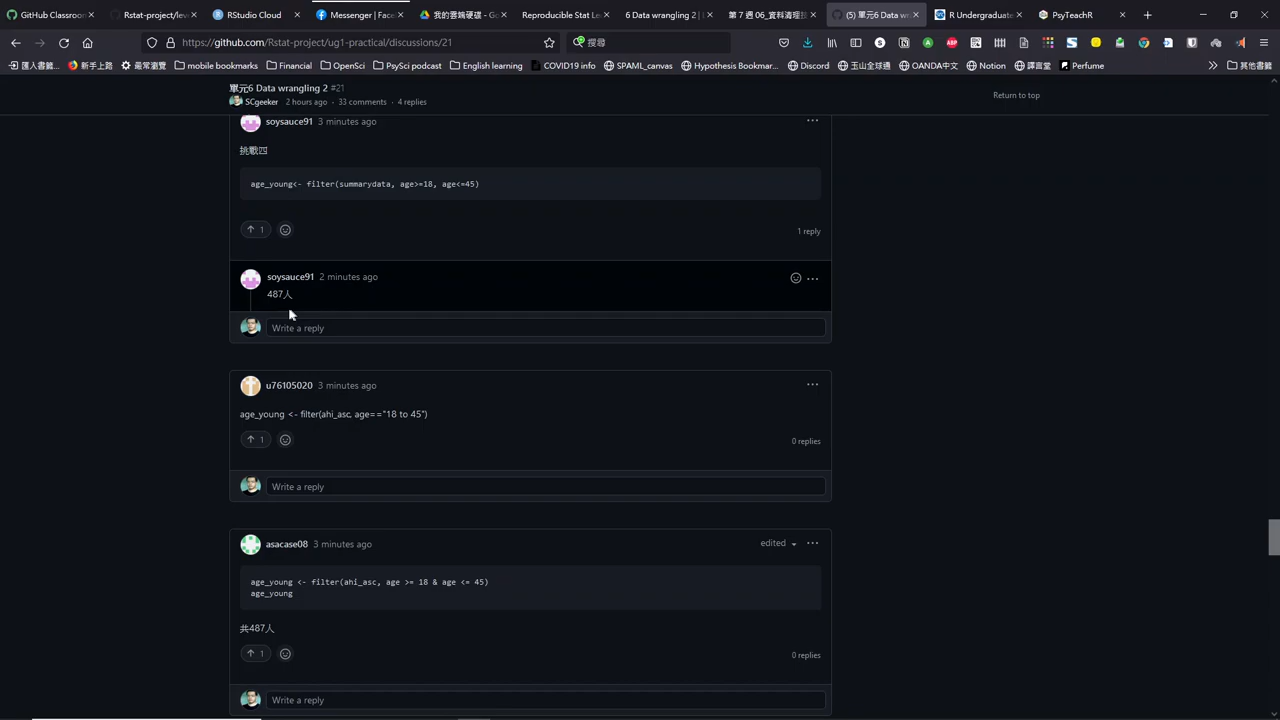 GitHub Classroom
Rstat-project/leve
RStudio Cloud
Messenger | Face
我的雲端硬碟 - Go
Reproducible Stat Le
6 Data wrangling 2 |
第 7 週 06_資料清理技
(5) 單元6 Data wr
R Undergraduate
PsyTeachR
https://github.com/Rstat-project/ug1-practical/discussions/21
搜尋
匯入書籤...
新手上路
最常瀏覽
mobile bookmarks
Financial
OpenSci
PsySci podcast
English learning
COVID19 info
SPAML_canvas
Hypothesis Bookmar...
Discord
玉山全球通
OANDA中文
Notion
譯言堂
Perfume
其他書籤
單元6 Data wrangling 2 #21
SCgeeker 2 hours ago · 33 comments · 4 replies
Return to top
soysauce91 3 minutes ago
挑戰四
age_young<- filter(summarydata, age>=18, age<=45)
1
1 reply
soysauce91 2 minutes ago
487人
Write a reply
u76105020 3 minutes ago
age_young <- filter(ahi_asc, age=="18 to 45")
1
0 replies
Write a reply
asacase08 3 minutes ago
edited
age_young <- filter(ahi_asc, age >= 18 & age <= 45)
age_young
共487人
1
0 replies
Write a reply